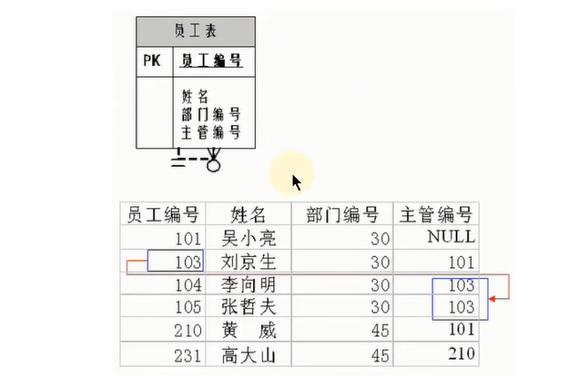 员工表
PK 员工编号
姓名
部门编号
主管编号
员工编号 姓名 部门编号 主管编号
101 吴小亮 30 NULL
103 刘京生 30 101
104 李向明 30 103
105 张哲夫 30 103
210 黄 威 45 101
231 高大山 45 210